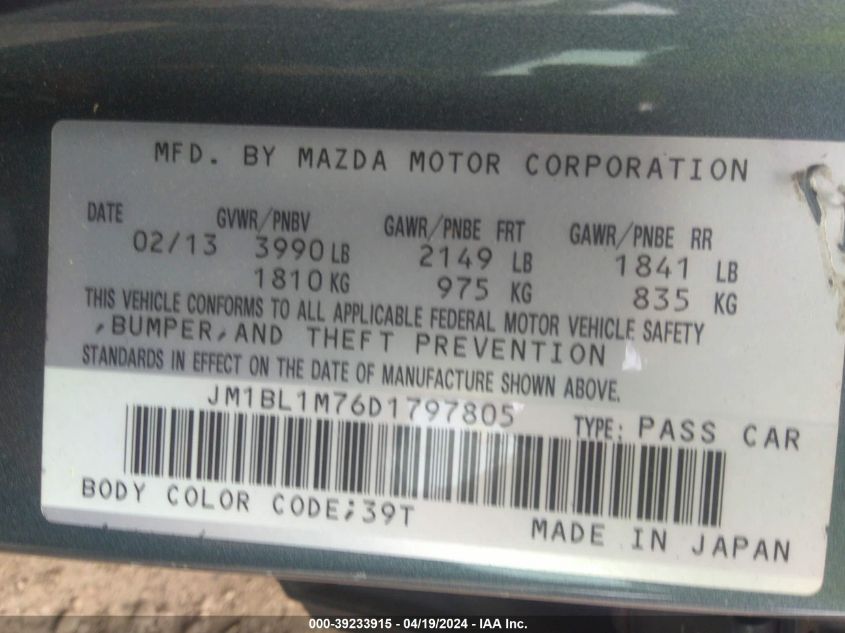 MFD. BY MAZDA MOTOR CORPORATION
DATE GVWR/PNBV GAWR/PNBE FRT GAWR/PNBE RR
02/13 3990 LB 2149 LB 1841 LB
1810 KG 975 KG 835 KG
THIS VEHICLE CONFORMS TO ALL APPLICABLE FEDERAL MOTOR VEHICLE SAFETY
,BUMPER,AND THEFT PREVENTION
STANDARDS IN EFFECT ON THE DATE OF MANUFACTURE SHOWN ABOVE.
JM1BL1M76D1797805 TYPE: PASS CAR
BODY COLOR CODE;39T
MADE IN JAPAN
000-39233915 - 04/19/2024 - IAA Inc.